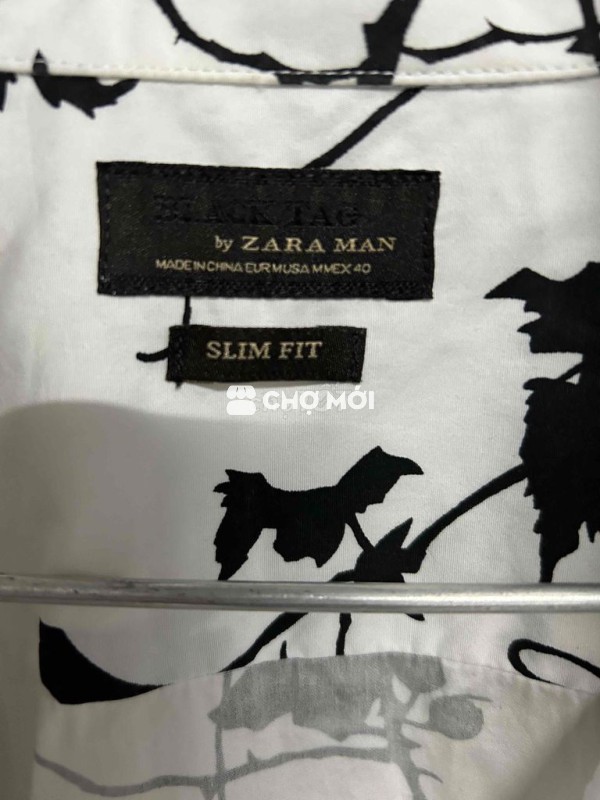 BLACK TAG
by ZARA MAN
MADE IN CHINA EUR M USA M MEX 40
SLIM FIT
CHỢ MỚI